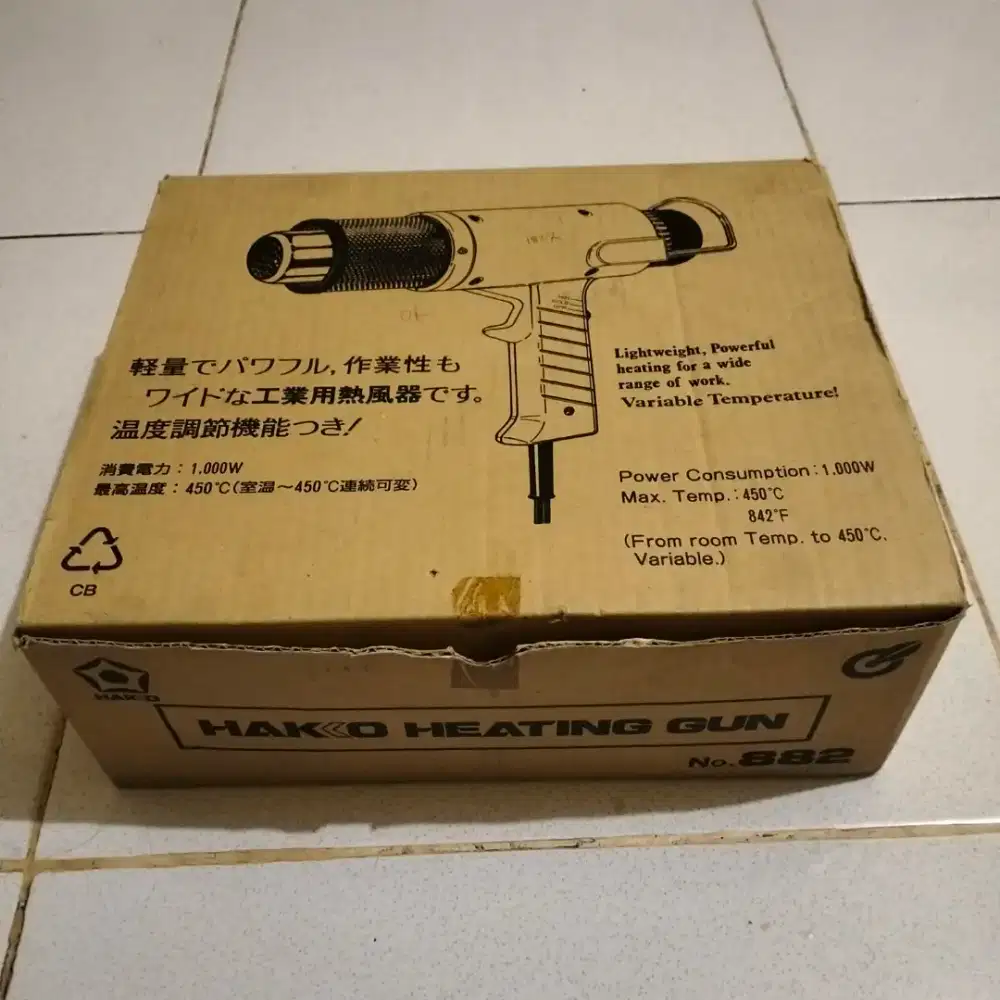 軽量でパワフル,作業性も
ワイドな工業用熱風器です。
温度調節機能つき!
消費電力：1,000W
最高温度：450℃(室温～450℃連続可変)
CB
Lightweight, Powerful
heating for a wide
range of work.
Variable Temperature!
Power Consumption:1,000W
Max. Temp.:450℃
842°F
(From room Temp. to 450℃.
Variable.)
HAKKO
HAKKO HEATING GUN
No.882